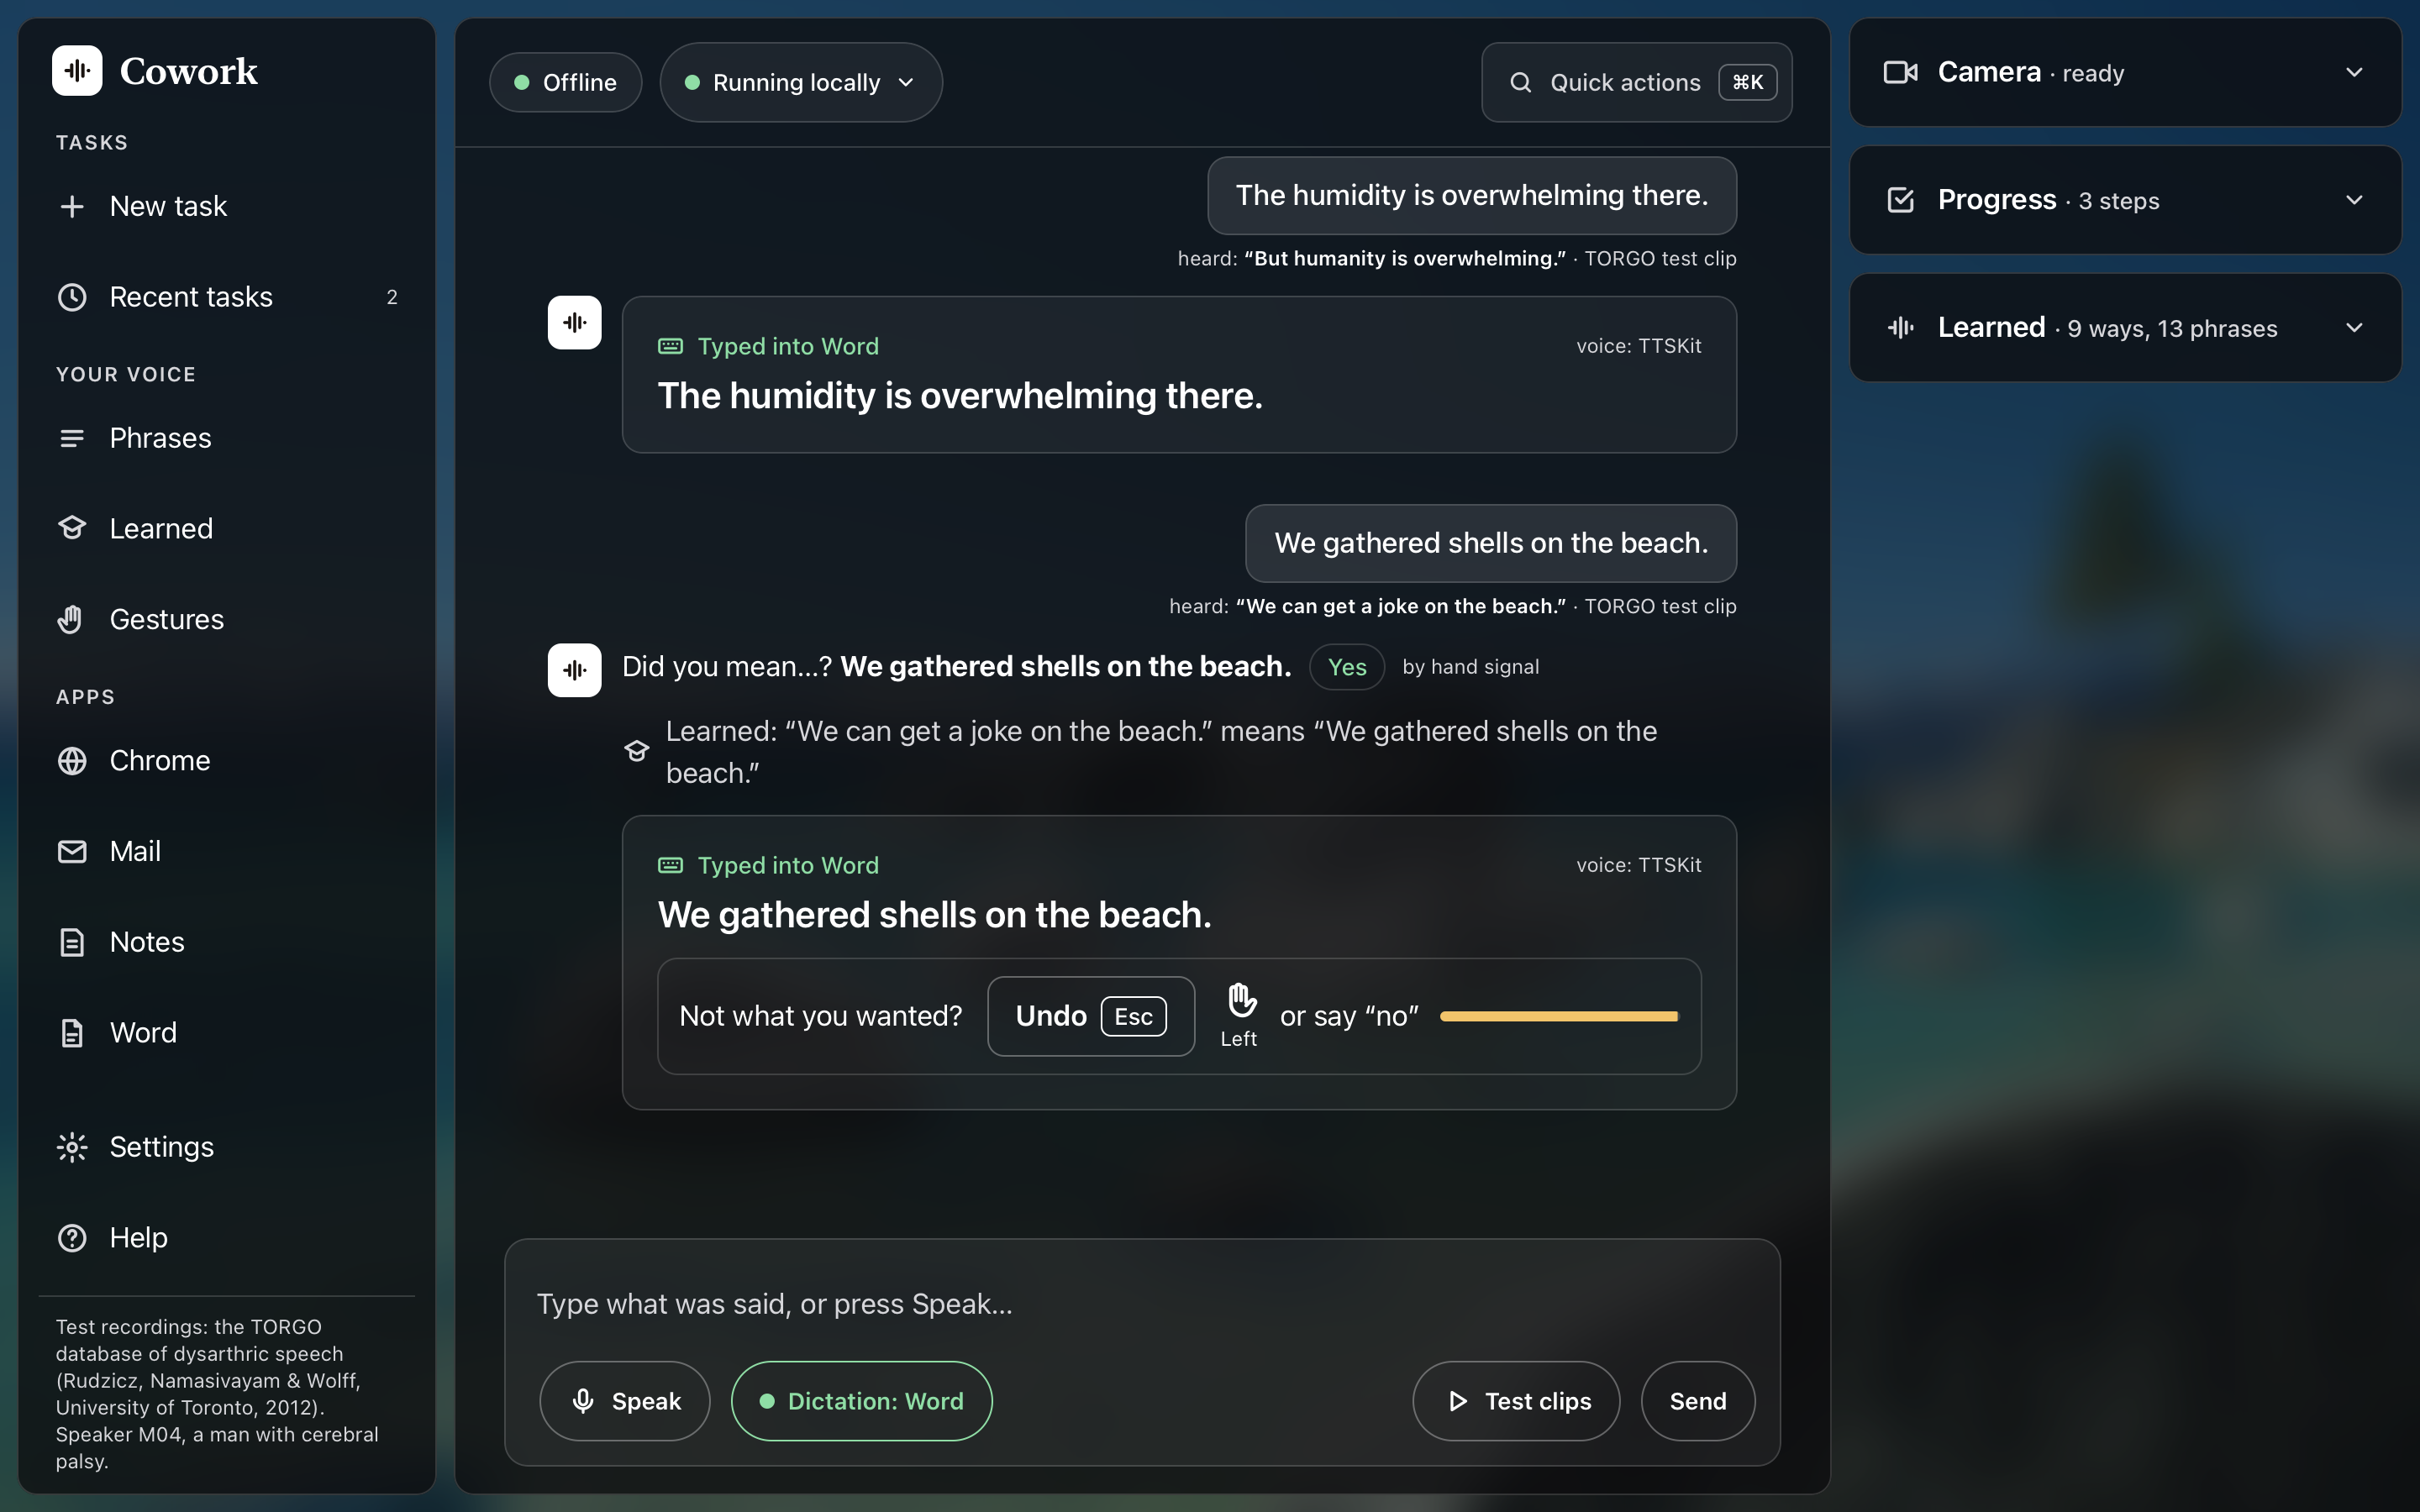 Cowork
TASKS
New task
Recent tasks 2
YOUR VOICE
Phrases
Learned
Gestures
APPS
Chrome
Mail
Notes
Word
Settings
Help
Test recordings: the TORGO
database of dysarthric speech
(Rudzicz, Namasivayam & Wolff,
University of Toronto, 2012).
Speaker M04, a man with cerebral
palsy.
Offline
Running locally
Quick actions ⌘K
The humidity is overwhelming there.
heard: “But humanity is overwhelming.” · TORGO test clip
Typed into Word voice: TTSKit
The humidity is overwhelming there.
We gathered shells on the beach.
heard: “We can get a joke on the beach.” · TORGO test clip
Did you mean…? We gathered shells on the beach. Yes by hand signal
Learned: “We can get a joke on the beach.” means “We gathered shells on the
beach.”
Typed into Word voice: TTSKit
We gathered shells on the beach.
Not what you wanted? Undo Esc Left or say “no”
Type what was said, or press Speak…
Speak Dictation: Word Test clips Send
Camera · ready
Progress · 3 steps
Learned · 9 ways, 13 phrases